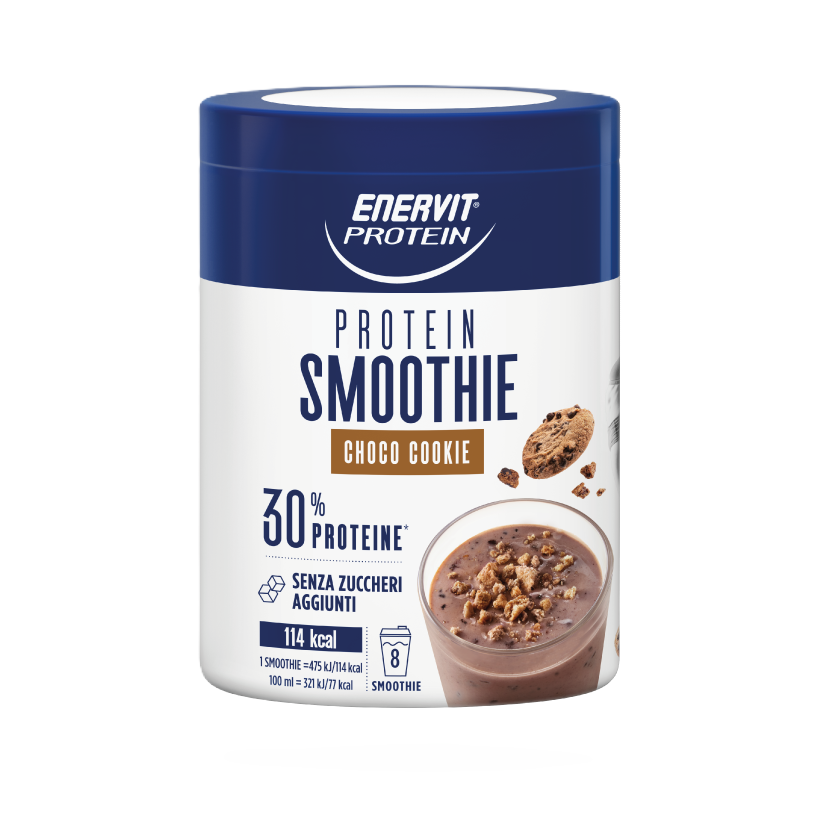 ENERVIT®
PROTEIN
PROTEIN
SMOOTHIE
CHOCO COOKIE
30% PROTEINE*
SENZA ZUCCHERI
AGGIUNTI
114 kcal
1 SMOOTHIE =475 kJ/114 kcal
100 ml = 321 kJ/77 kcal
8
SMOOTHIE